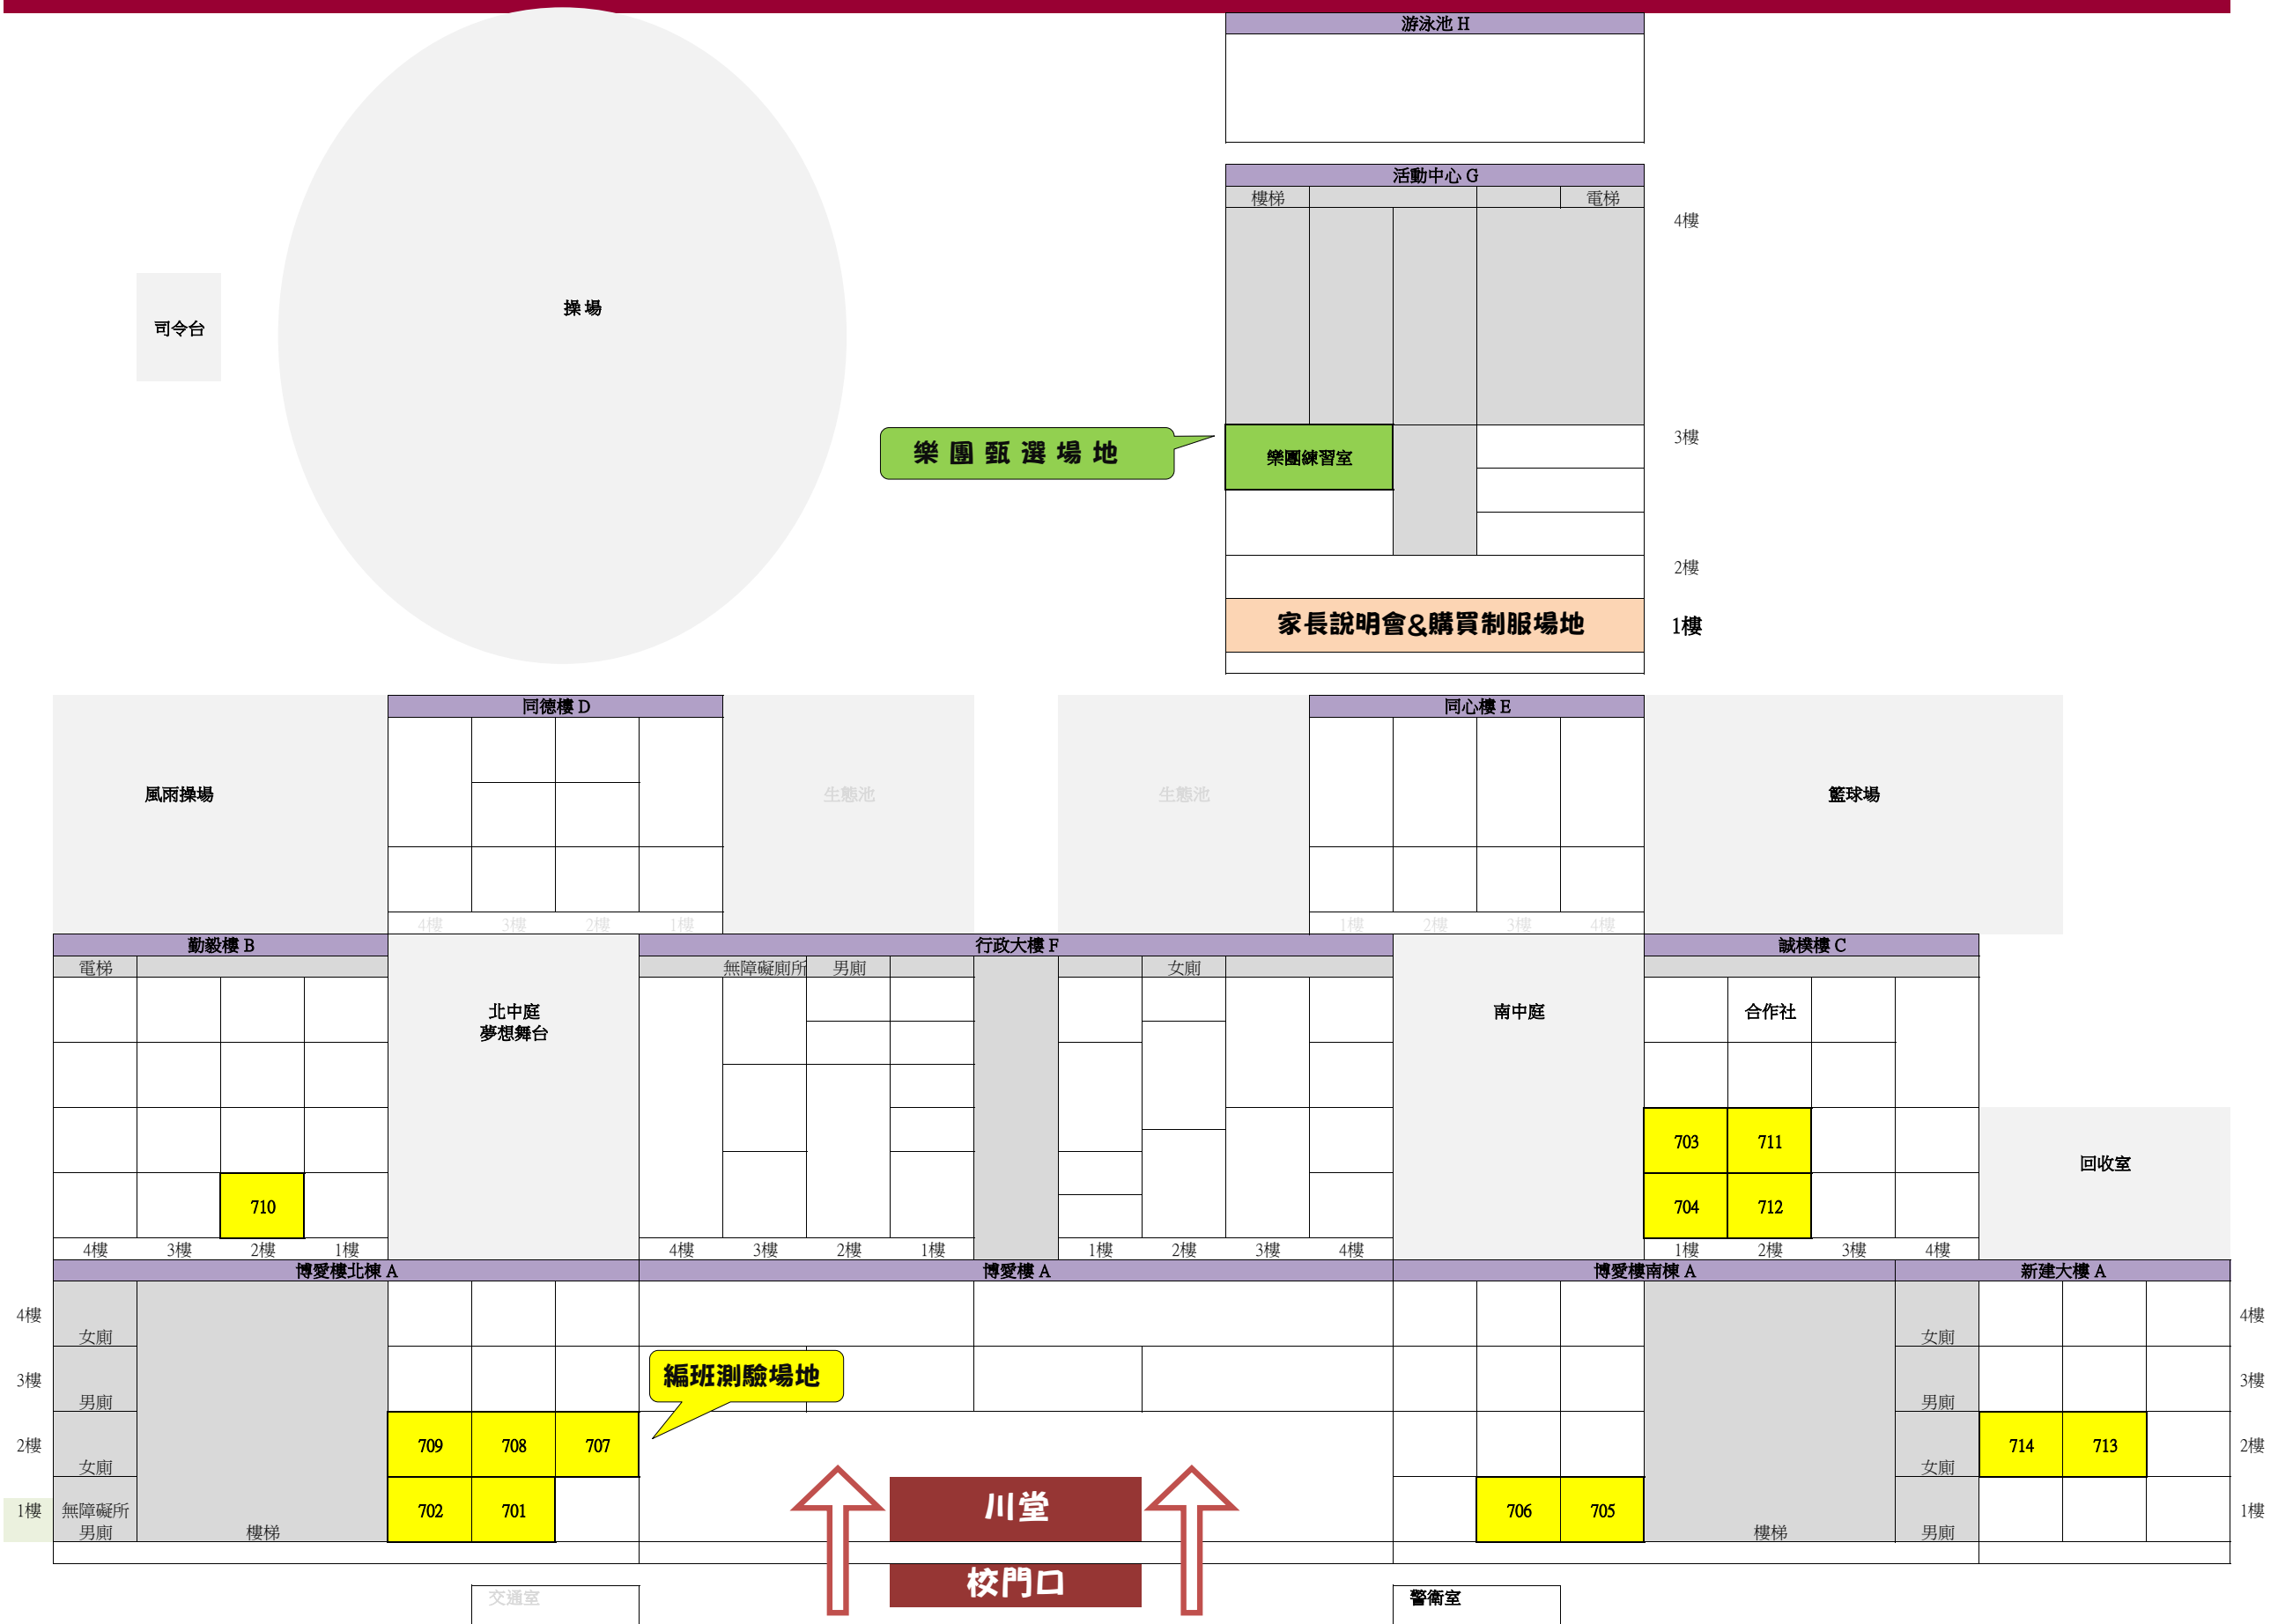 游泳池 H
活動中心 G
樓梯
電梯
4樓
操 場
司令台
樂 團 甄 選 場 地
3樓
樂團練習室
2樓
家長說明會&購買制服場地
1樓
同德樓 D
同心樓 E
風雨操場
生態池
生態池
籃球場
4樓 3樓 2樓 1樓
1樓 2樓 3樓 4樓
勤毅樓 B
行政大樓 F
誠樸樓 C
電梯
無障礙廁所 男廁
女廁
北中庭
夢想舞台
南中庭
合作社
703 711
回收室
710
704 712
4樓 3樓 2樓 1樓
4樓 3樓 2樓 1樓
1樓 2樓 3樓 4樓
1樓 2樓 3樓 4樓
博愛樓北棟 A
博愛樓 A
博愛樓南棟 A
新建大樓 A
4樓
女廁
女廁
4樓
3樓
男廁
編班測驗場地
男廁
3樓
2樓
女廁
709 708 707
女廁
714 713
2樓
1樓
無障礙所
男廁
樓梯
702 701
川堂
706 705
樓梯
男廁
1樓
校門口
交通室
警衛室